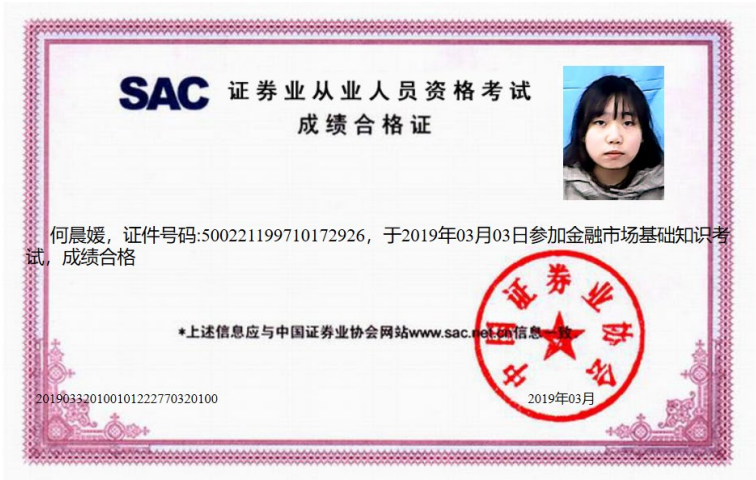 SAC 证券业从业人员资格考试
成绩合格证
何晨媛，证件号码:500221199710172926，于2019年03月03日参加金融市场基础知识考
试，成绩合格
*上述信息应与中国证券业协会网站www.sac.net.cn信息一致。
中国证券业协会
20190332010010122277032​0100
2019年03月